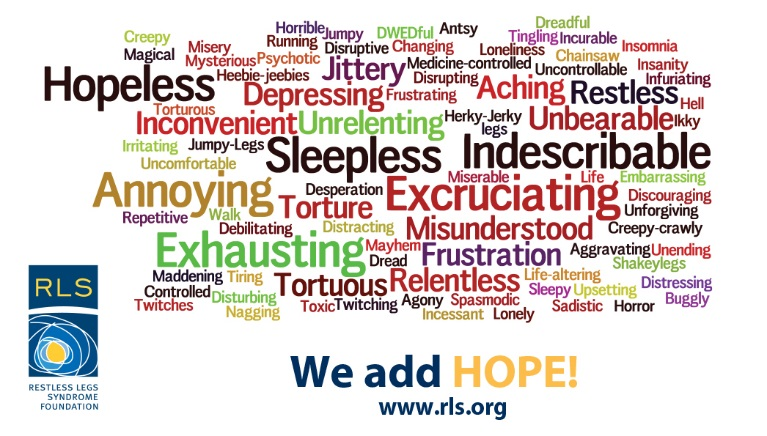 Creepy Horrible Jumpy DWEDful Antsy Dreadful
Magical Misery Running Disruptive Changing Loneliness Tingling Incurable Insomnia
Mysterious Psychotic Medicine-controlled Chainsaw Insanity
Hopeless Heebie-jeebies Jittery Disrupting Uncontrollable Infuriating
Depressing Frustrating Aching Restless Hell
Torturous Inconvenient Unrelenting Herky-Jerky legs Unbearable Ikky
Irritating Jumpy-Legs Sleepless Indescribable
Uncomfortable Miserable Life Embarrassing
Annoying Desperation Excruciating Discouraging
Repetitive Walk Torture Unforgiving
Debilitating Distracting Misunderstood Creepy-crawly
Exhausting Mayhem Frustration Aggravating Unending
Dread Shakeylegs
Maddening Tiring Tortuous Relentless Life-altering Distressing
Controlled Disturbing Sleepy Upsetting
Twitches Nagging Toxic Twitching Agony Spasmodic Sadistic Horror Buggly
Incessant Lonely
RLS
RESTLESS LEGS
SYNDROME
FOUNDATION
We add HOPE!
www.rls.org